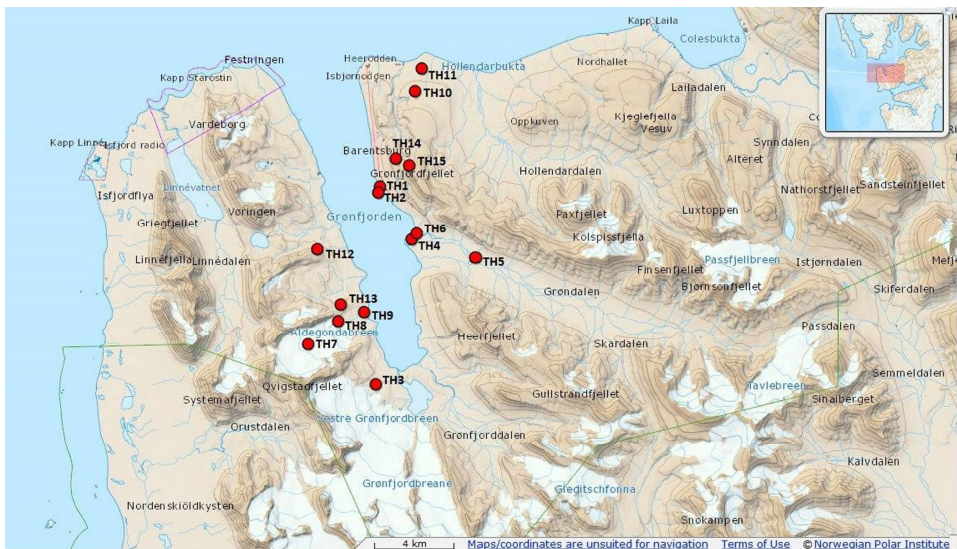 Kapp Laila
Colesbukta
Festningen
Heerodden
Kapp Starostin
Isbjørnodden
Hollendarbukta
Nordhallet
TH11
TH10
Lailadalen
Vardeborg
Oppkuven
Kjeglefjella
Vesuv
Kapp Linné
Isfjord radio
TH14
Barentsburg
TH15
Grønfjordfjellet
Synndalen
Alteret
Linnévatnet
Hollendardalen
TH1
TH2
Nathorstfjellet
Sandsteinfjellet
Isfjordflya
Vøringen
Grønfjorden
Paxfjellet
Luxtoppen
Griegfjellet
TH6
TH4
Kolspissfjella
TH12
TH5
Linnéfjella
Linnédalen
Passfjellbreen
Istjørndalen
Mefj
Finsenfjellet
Bjørnsonfjellet
Grøndalen
Skiferdalen
TH13
TH9
TH8
Aldegondabreen
TH7
Heerfjellet
Skardalen
Passdalen
Semmeldalen
TH3
Qvigstadfjellet
Systemafjellet
Gullstrandfjellet
Tavlebreen
Sinaiberget
Vestre Grønfjordbreen
Orustdalen
Grønfjorddalen
Kalvdalen
Grønfjordbreane
Gleditschfonna
Nordenskiöldkysten
Snøkampen
4 km
Maps/coordinates are unsuited for navigation Terms of Use © Norwegian Polar Institute